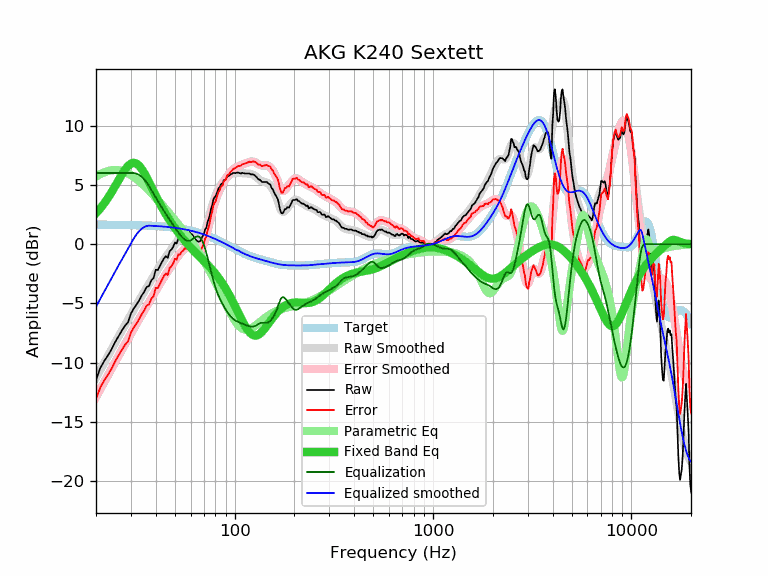 AKG K240 Sextett
Amplitude (dBr)
10
5
0
−5
−10
−15
−20
Target
Raw Smoothed
Error Smoothed
Raw
Error
Parametric Eq
Fixed Band Eq
Equalization
Equalized smoothed
100
1000
10000
Frequency (Hz)